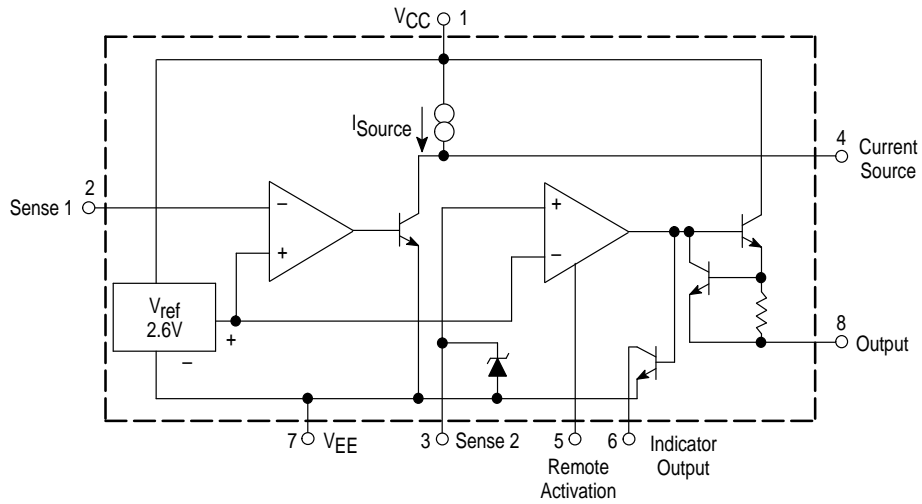 VCC 1
ISource
4
Current
Source
2
Sense 1
−
+
+
−
Vref
2.6V
+
−
8
Output
7 VEE
3 Sense 2
5
Remote
Activation
6
Indicator
Output